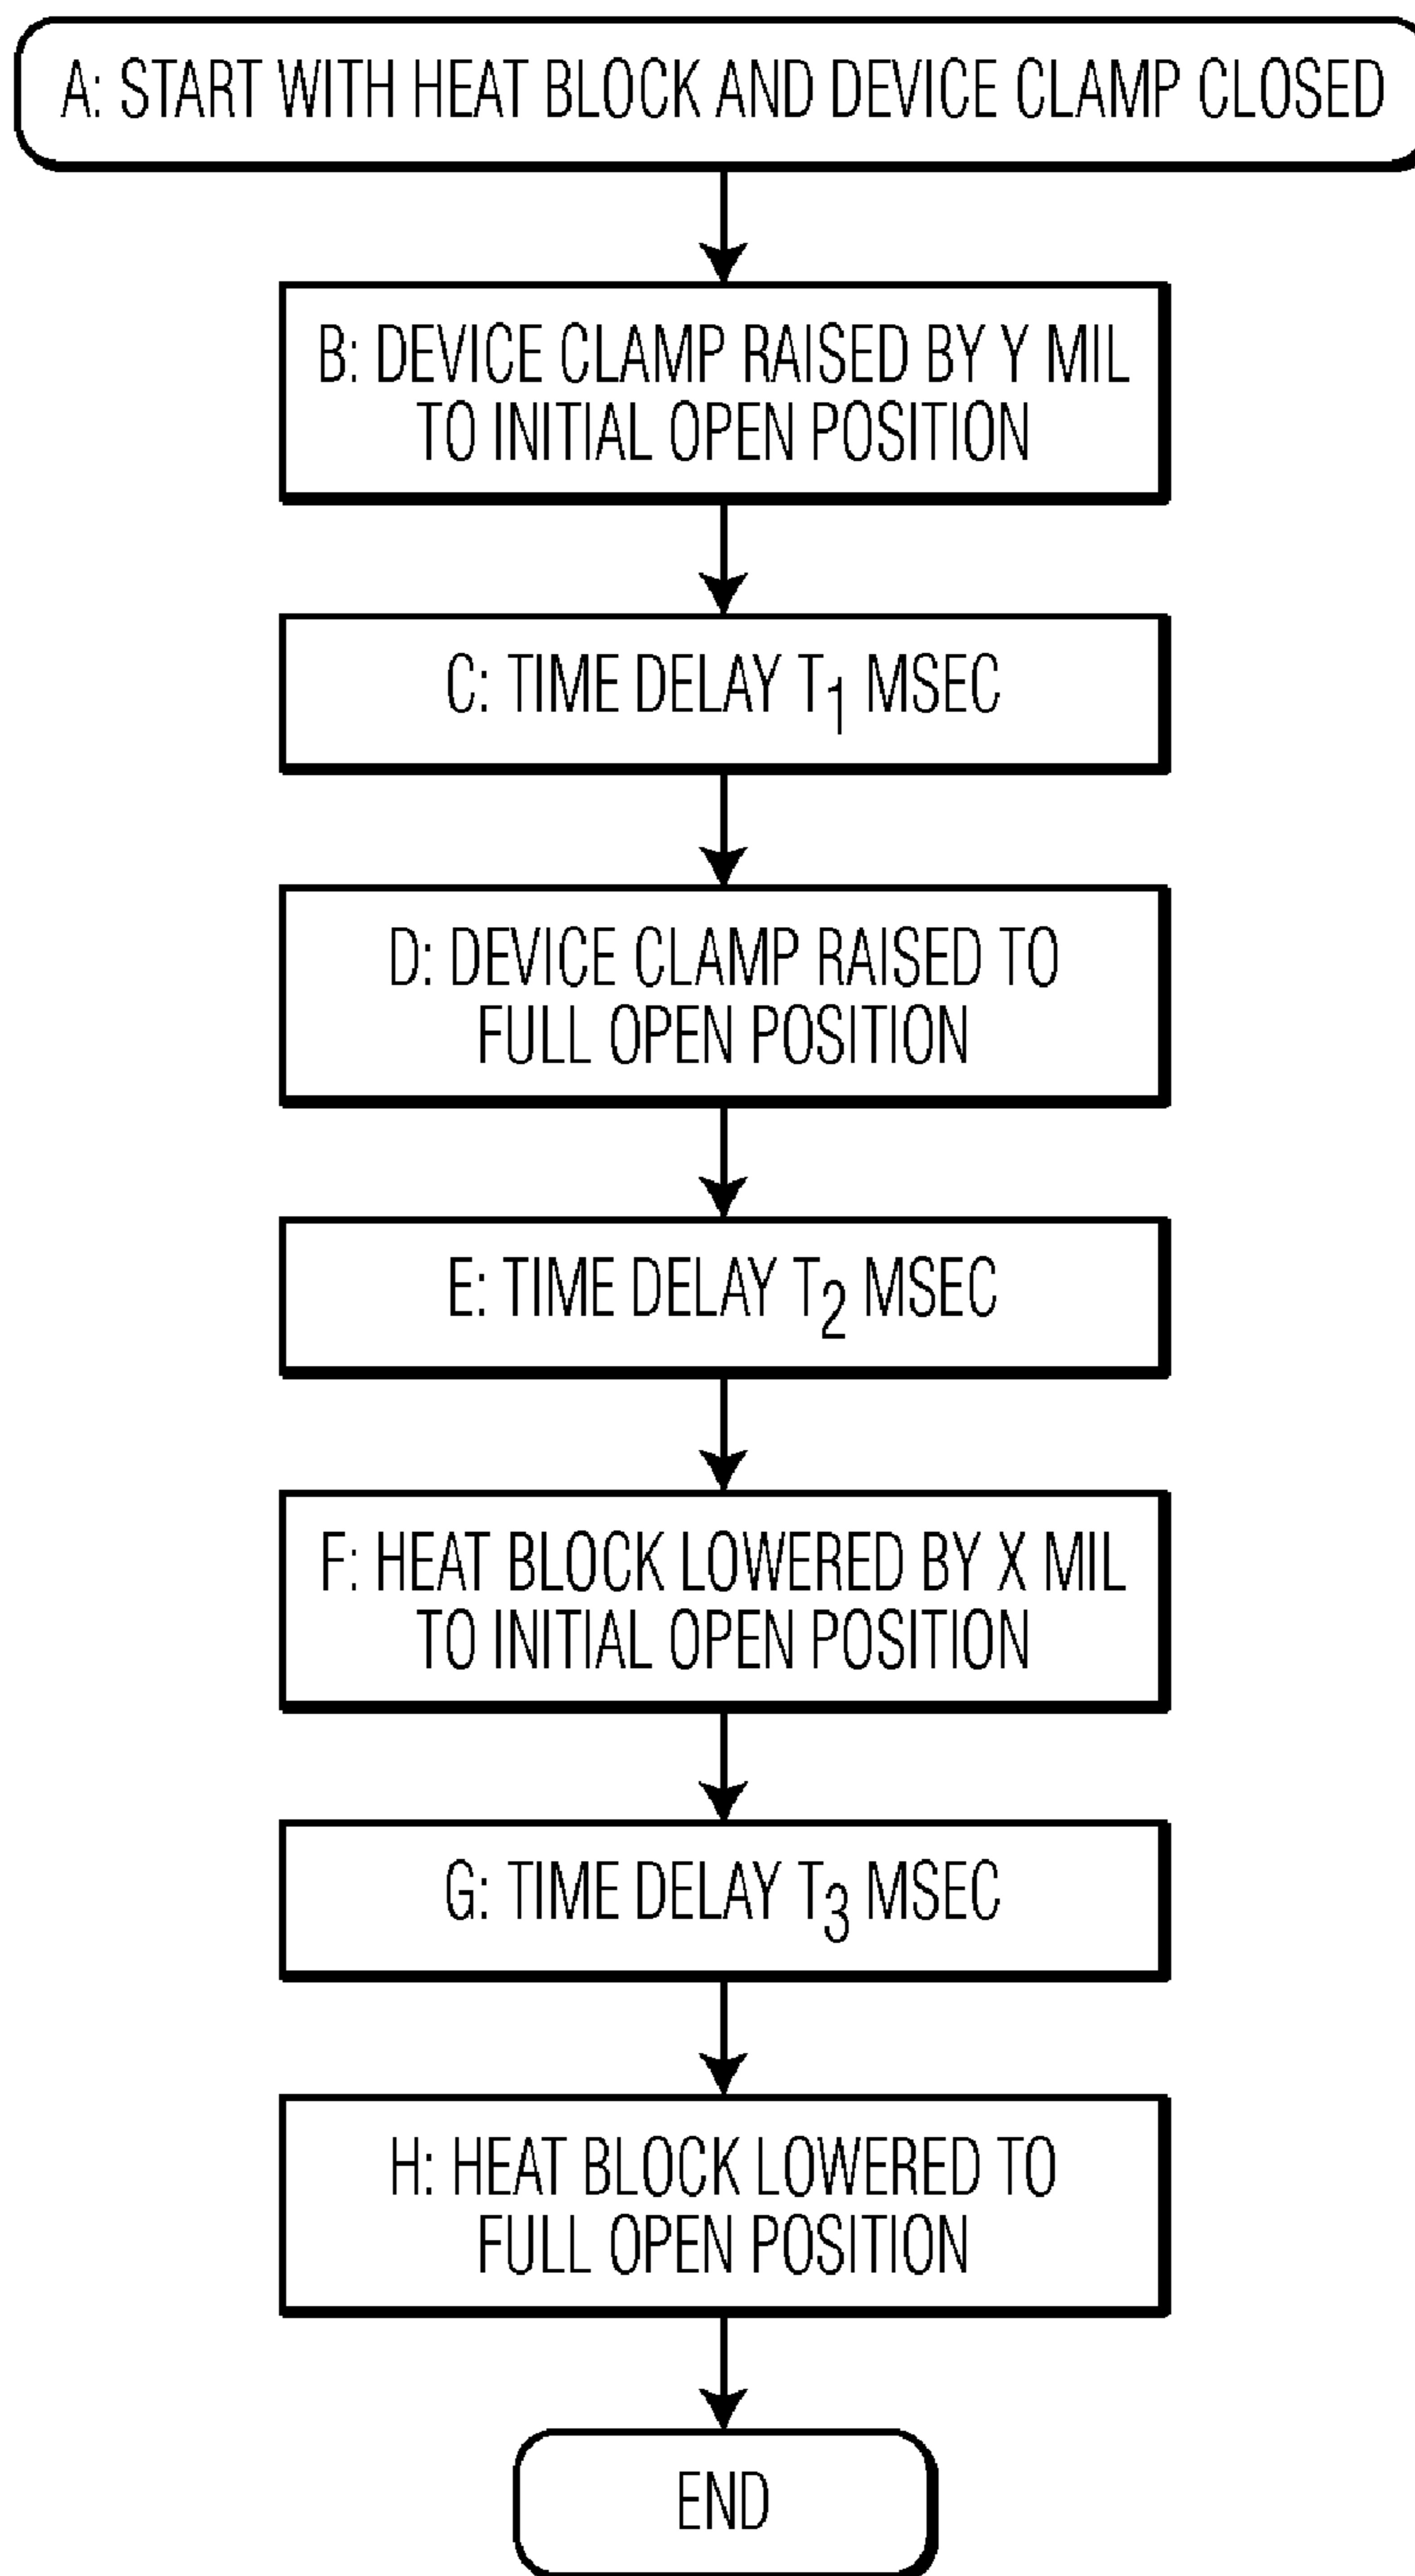 A: START WITH HEAT BLOCK AND DEVICE CLAMP CLOSED
B: DEVICE CLAMP RAISED BY Y MIL
TO INITIAL OPEN POSITION
C: TIME DELAY T1 MSEC
D: DEVICE CLAMP RAISED TO
FULL OPEN POSITION
E: TIME DELAY T2 MSEC
F: HEAT BLOCK LOWERED BY X MIL
TO INITIAL OPEN POSITION
G: TIME DELAY T3 MSEC
H: HEAT BLOCK LOWERED TO
FULL OPEN POSITION
END